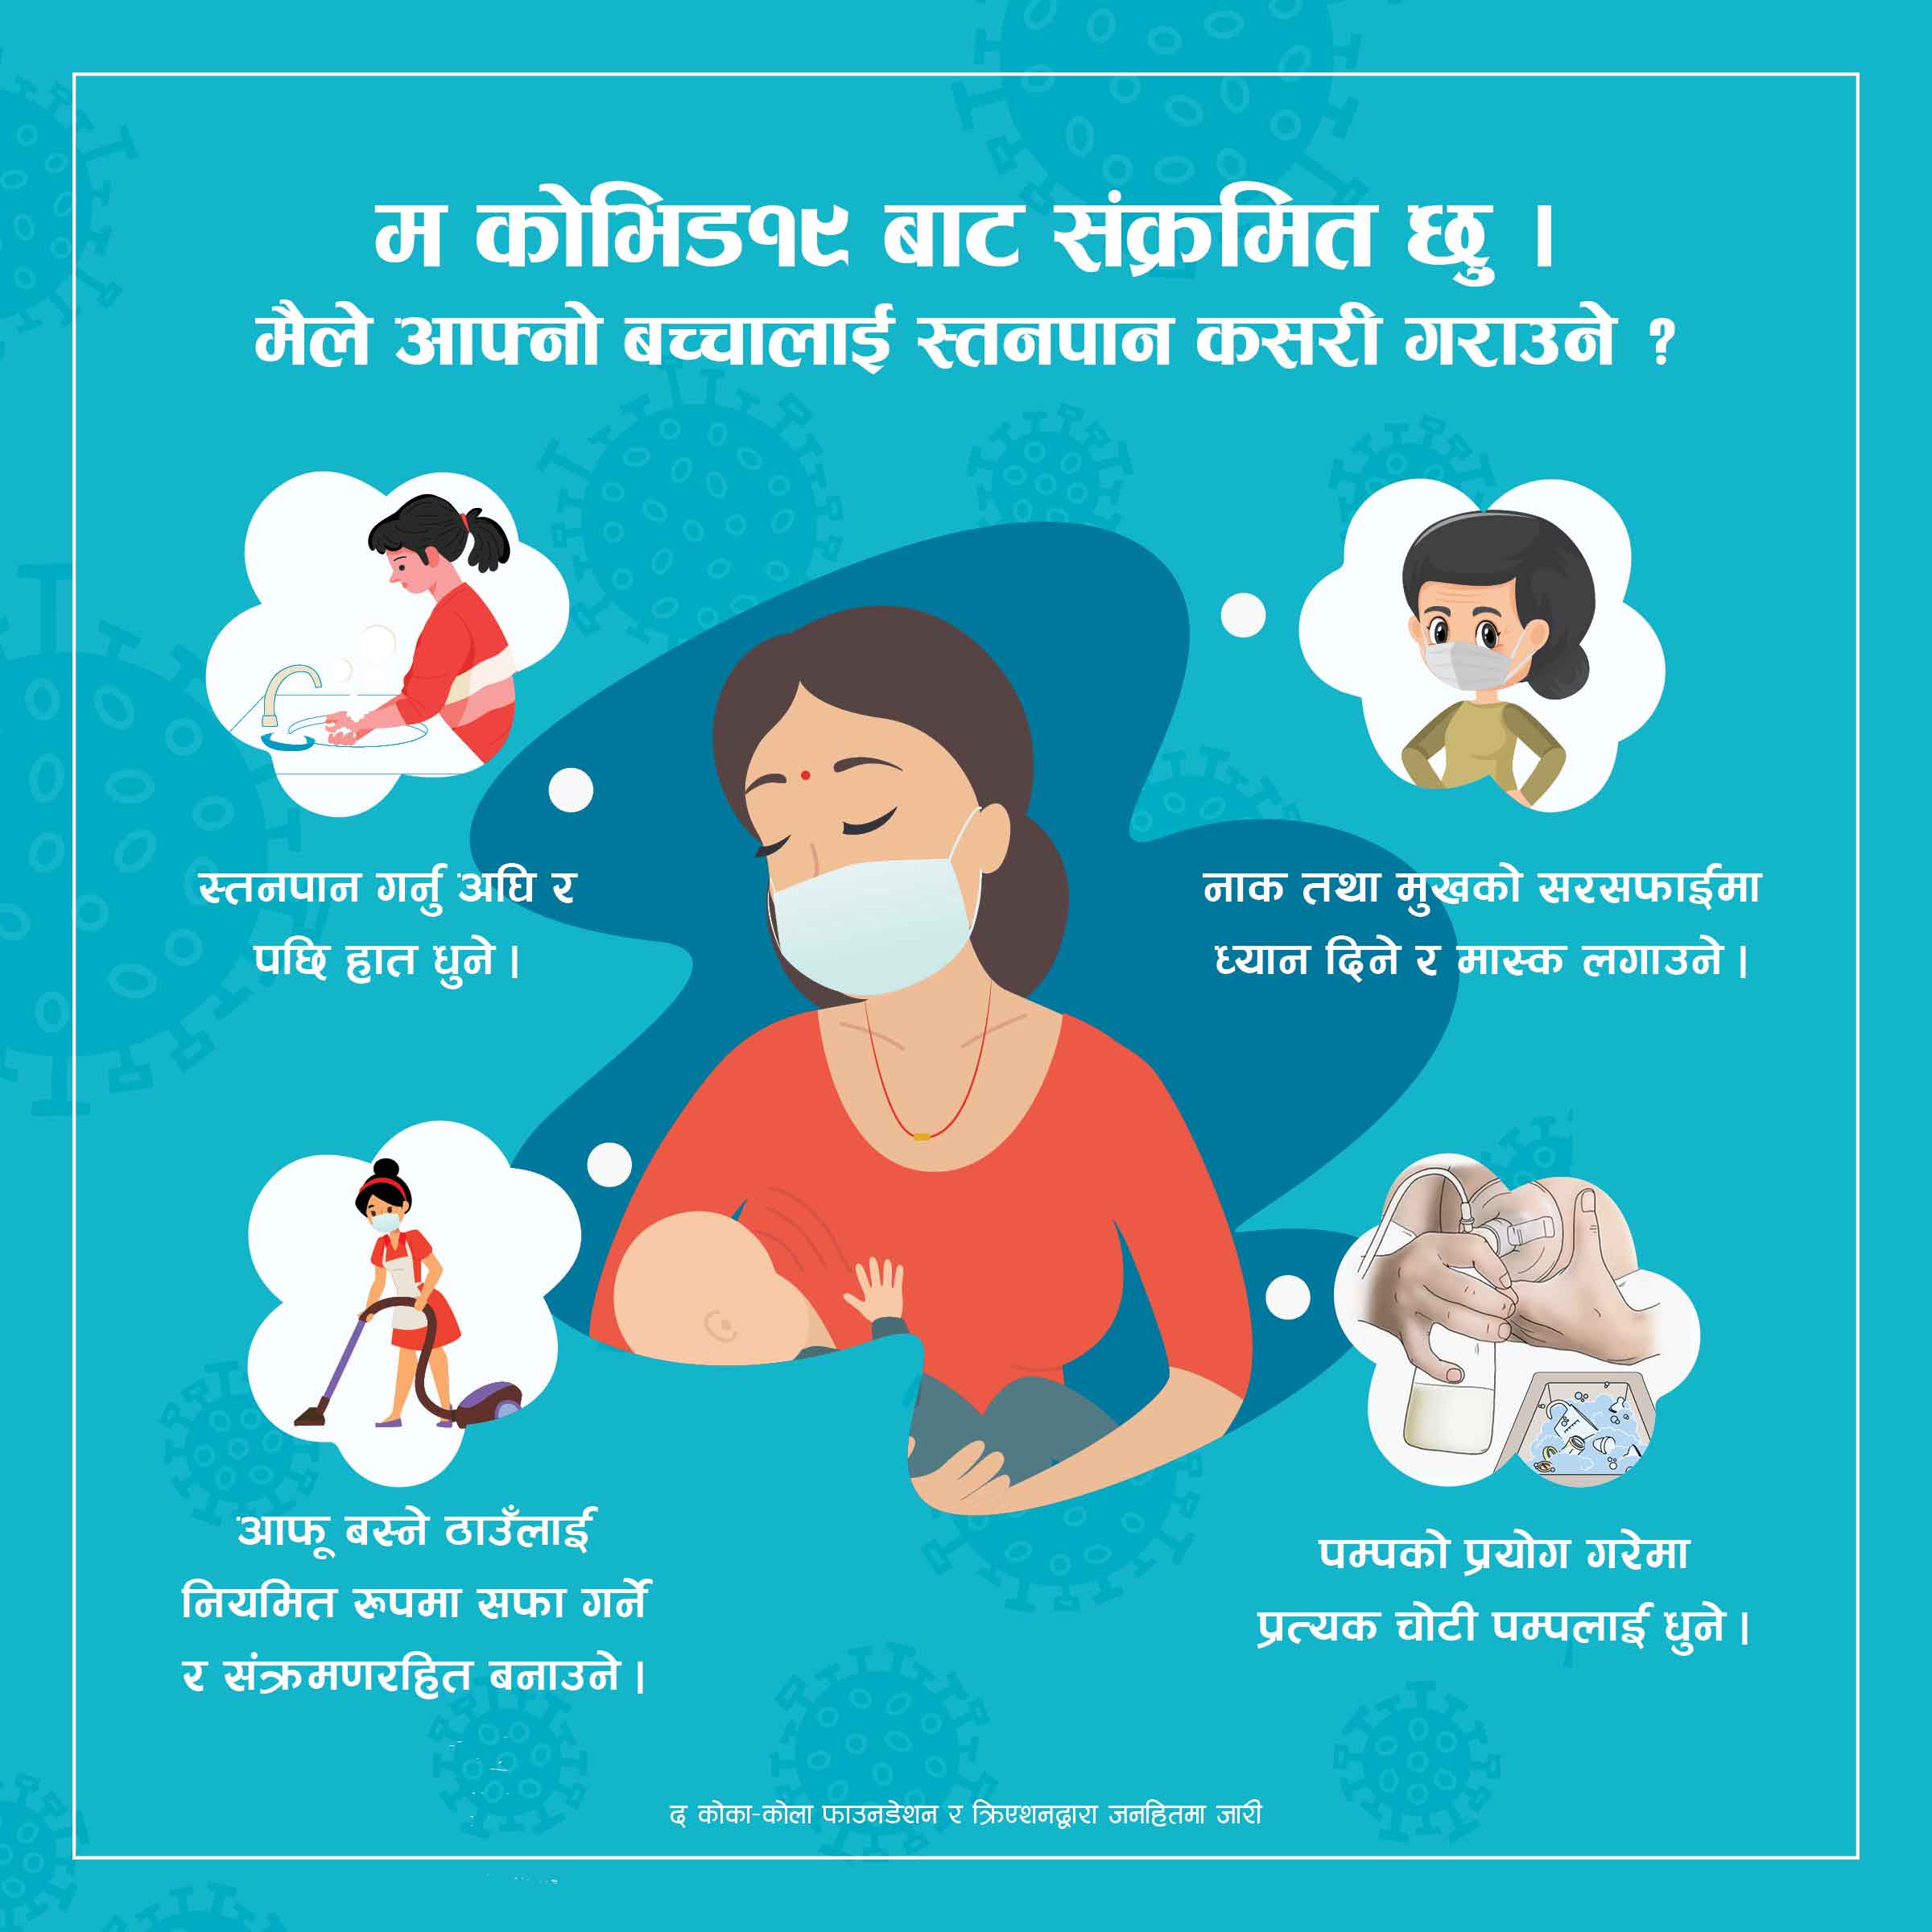 म कोभिड१९ बाट संक्रमित छु ।
मैले आफ्नो बच्चालाई स्तनपान कसरी गराउने ?
स्तनपान गर्नु अघि र
पछि हात धुने ।
नाक तथा मुखको सरसफाईमा
ध्यान दिने र मास्क लगाउने ।
आफू बस्ने ठाउँलाई
नियमित रूपमा सफा गर्ने
र संक्रमणरहित बनाउने ।
पम्पको प्रयोग गरेमा
प्रत्यक चोटी पम्पलाई धुने ।
द कोका-कोला फाउनडेशन र क्रिएशनद्वारा जनहितमा जारी